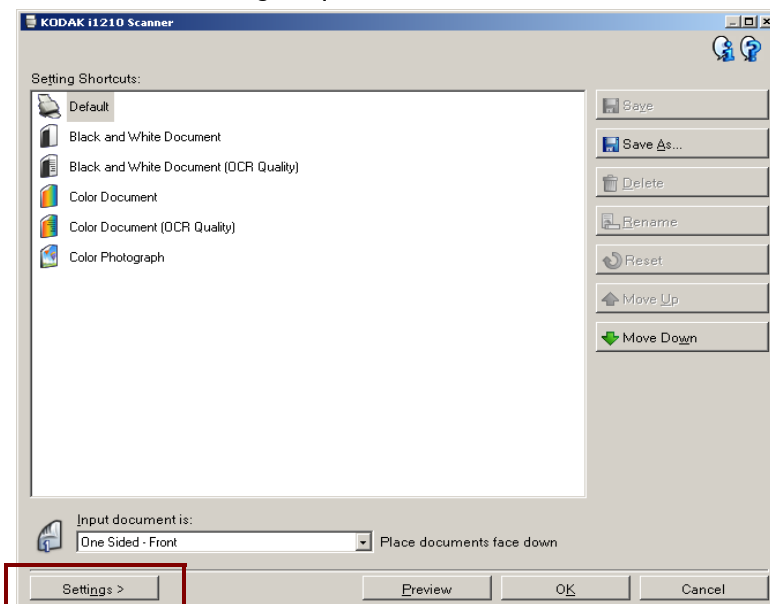 KODAK i1210 Scanner
Setting Shortcuts:
Default
Black and White Document
Black and White Document (OCR Quality)
Color Document
Color Document (OCR Quality)
Color Photograph
Save
Save As...
Delete
Rename
Reset
Move Up
Move Down
Input document is:
One Sided - Front
Place documents face down
Settings >
Preview
OK
Cancel